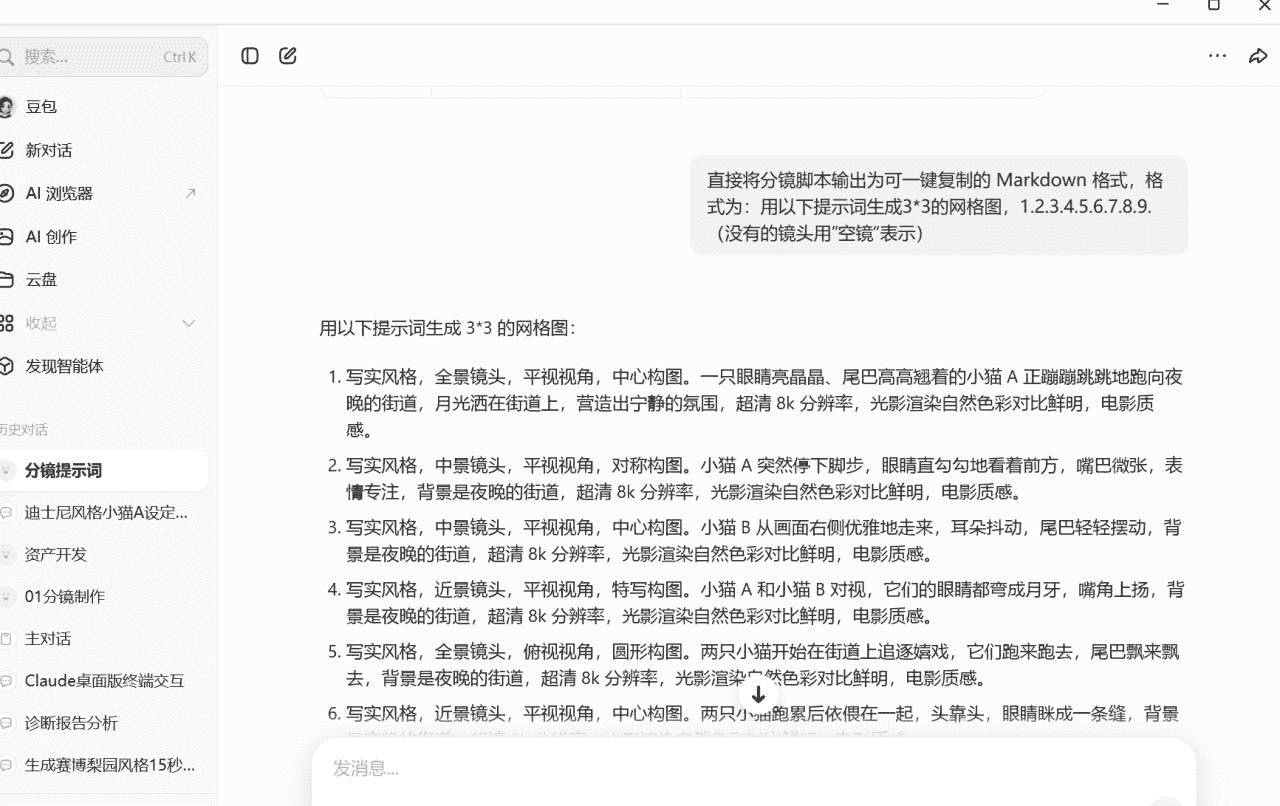 搜索... Ctrl K
豆包
新对话
AI 浏览器
AI 创作
云盘
收起
发现智能体
历史对话
分镜提示词
迪士尼风格小猫A设定...
资产开发
01分镜制作
主对话
Claude桌面版终端交互
诊断报告分析
生成赛博梨园风格15秒...
直接将分镜脚本输出为可一键复制的 Markdown 格式，格
式为：用以下提示词生成3*3的网格图，1.2.3.4.5.6.7.8.9.
（没有的镜头用”空镜“表示）
用以下提示词生成 3*3 的网格图：
1. 写实风格，全景镜头，平视视角，中心构图。一只眼睛亮晶晶、尾巴高高翘着的小猫 A 正蹦蹦跳跳地跑向夜
晚的街道，月光洒在街道上，营造出宁静的氛围，超清 8k 分辨率，光影渲染自然色彩对比鲜明，电影质
感。
2. 写实风格，中景镜头，平视视角，对称构图。小猫 A 突然停下脚步，眼睛直勾勾地看着前方，嘴巴微张，表
情专注，背景是夜晚的街道，超清 8k 分辨率，光影渲染自然色彩对比鲜明，电影质感。
3. 写实风格，中景镜头，平视视角，中心构图。小猫 B 从画面右侧优雅地走来，耳朵抖动，尾巴轻轻摆动，背
景是夜晚的街道，超清 8k 分辨率，光影渲染自然色彩对比鲜明，电影质感。
4. 写实风格，近景镜头，平视视角，特写构图。小猫 A 和小猫 B 对视，它们的眼睛都弯成月牙，嘴角上扬，背
景是夜晚的街道，超清 8k 分辨率，光影渲染自然色彩对比鲜明，电影质感。
5. 写实风格，全景镜头，俯视视角，圆形构图。两只小猫开始在街道上追逐嬉戏，它们跑来跑去，尾巴飘来飘
去，背景是夜晚的街道，超清 8k 分辨率，光影渲染自然色彩对比鲜明，电影质感。
6. 写实风格，近景镜头，平视视角，中心构图。两只小猫跑累后依偎在一起，头靠头，眼睛眯成一条缝，背景
发消息...